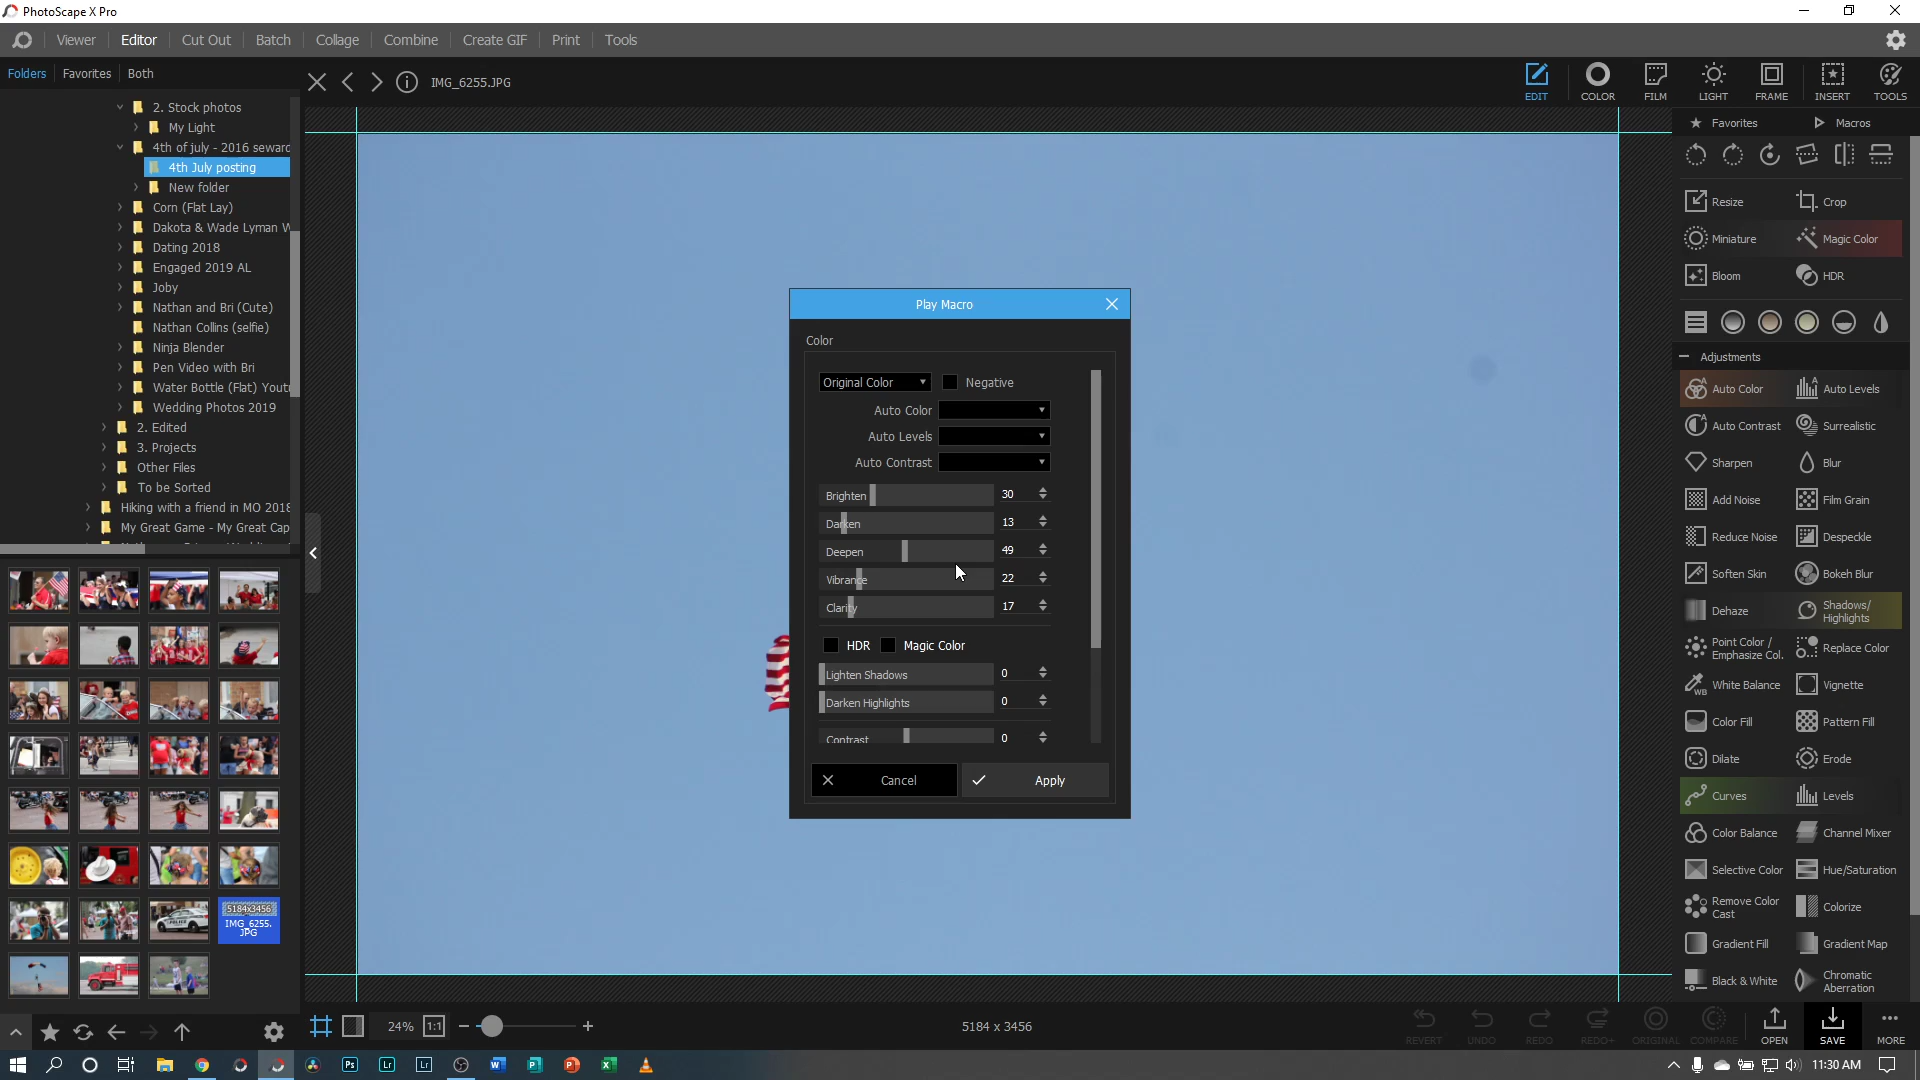 PhotoScape X Pro
Viewer Editor Cut Out Batch Collage Combine Create GIF Print Tools
Folders Favorites Both
IMG_6255.JPG
EDIT COLOR FILM LIGHT FRAME INSERT TOOLS
2. Stock photos
My Light
4th of july - 2016 seward
4th July posting
New folder
Corn (Flat Lay)
Dakota & Wade Lyman W
Dating 2018
Engaged 2019 AL
Joby
Nathan and Bri (Cute)
Nathan Collins (selfie)
Ninja Blender
Pen Video with Bri
Water Bottle (Flat) Yout
Wedding Photos 2019
2. Edited
3. Projects
Other Files
To be Sorted
Hiking with a friend in MO 2018
My Great Game - My Great Cap
5184x3456
IMG_6255.
JPG
Play Macro
Color
Original Color Negative
Auto Color
Auto Levels
Auto Contrast
Brighten 30
Darken 13
Deepen 49
Vibrance 22
Clarity 17
HDR Magic Color
Lighten Shadows 0
Darken Highlights 0
Contrast 0
Cancel Apply
Favorites Macros
Resize Crop
Miniature Magic Color
Bloom HDR
Adjustments
Auto Color Auto Levels
Auto Contrast Surrealistic
Sharpen Blur
Add Noise Film Grain
Reduce Noise Despeckle
Soften Skin Bokeh Blur
Dehaze Shadows/
Highlights
Point Color /
Emphasize Col. Replace Color
White Balance Vignette
Color Fill Pattern Fill
Dilate Erode
Curves Levels
Color Balance Channel Mixer
Selective Color Hue/Saturation
Remove Color
Cast Colorize
Gradient Fill Gradient Map
Black & White Chromatic
Aberration
24% 1:1 5184 x 3456
REVERT UNDO REDO REDO+ ORIGINAL COMPARE OPEN SAVE MORE
Ps Lr Lr 11:30 AM